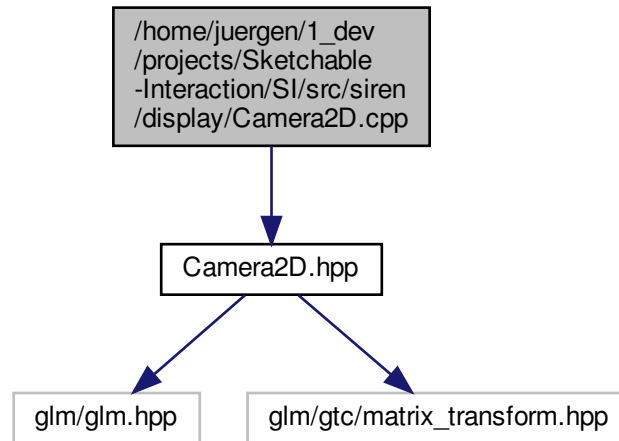 /home/juergen/1_dev
/projects/Sketchable
-Interaction/SI/src/siren
/display/Camera2D.cpp
Camera2D.hpp
glm/glm.hpp
glm/gtc/matrix_transform.hpp